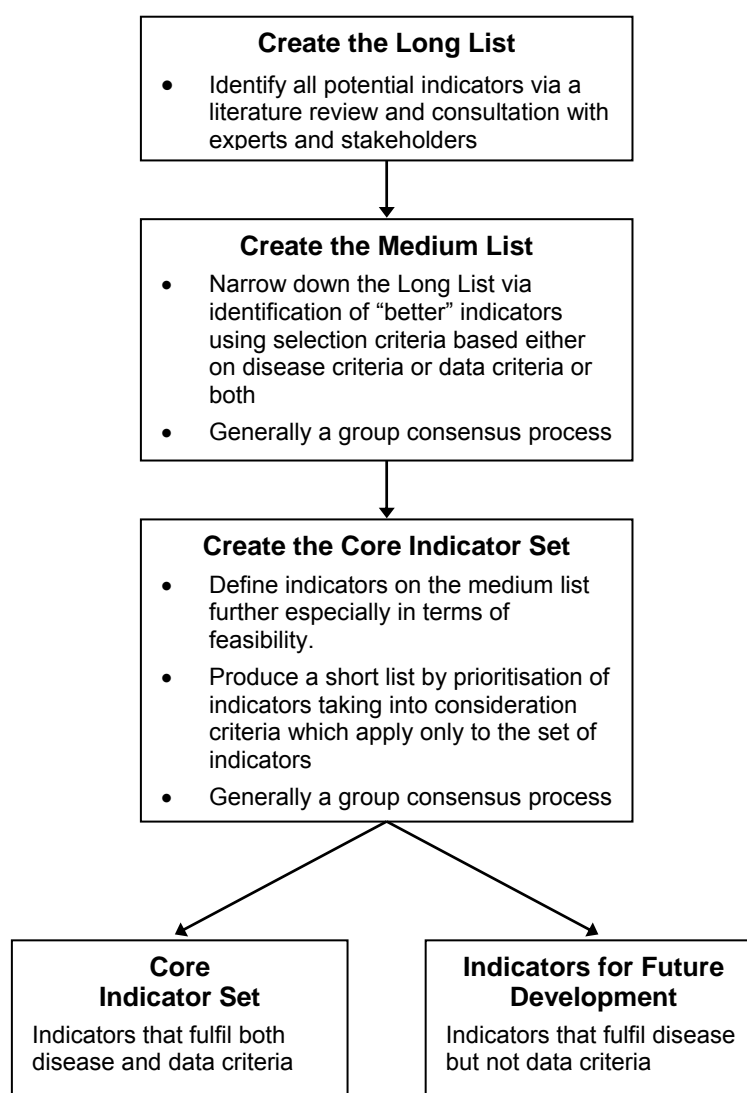 Create the Long List
• Identify all potential indicators via a
literature review and consultation with
experts and stakeholders
Create the Medium List
• Narrow down the Long List via
identification of “better” indicators
using selection criteria based either
on disease criteria or data criteria or
both
• Generally a group consensus process
Create the Core Indicator Set
• Define indicators on the medium list
further especially in terms of
feasibility.
• Produce a short list by prioritisation of
indicators taking into consideration
criteria which apply only to the set of
indicators
• Generally a group consensus process
Core
Indicator Set
Indicators that fulfil both
disease and data criteria
Indicators for Future
Development
Indicators that fulfil disease
but not data criteria